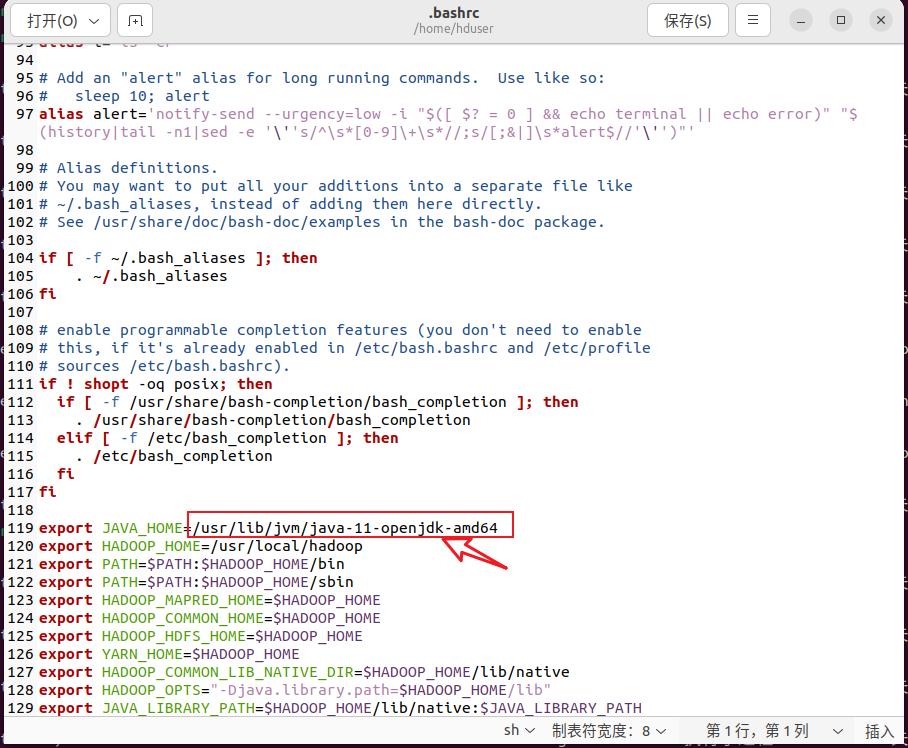 打开(O)
.bashrc
/home/hduser
保存(S)
94
95 # Add an "alert" alias for long running commands.  Use like so:
96 #   sleep 10; alert
97 alias alert='notify-send --urgency=low -i "$([ $? = 0 ] && echo terminal || echo error)" "$
(history|tail -n1|sed -e '\''s/^\s*[0-9]\+\s*//;s/[;&|]\s*alert$//'\'')"'
98
99 # Alias definitions.
100 # You may want to put all your additions into a separate file like
101 # ~/.bash_aliases, instead of adding them here directly.
102 # See /usr/share/doc/bash-doc/examples in the bash-doc package.
103
104 if [ -f ~/.bash_aliases ]; then
105     . ~/.bash_aliases
106 fi
107
108 # enable programmable completion features (you don't need to enable
109 # this, if it's already enabled in /etc/bash.bashrc and /etc/profile
110 # sources /etc/bash.bashrc).
111 if ! shopt -oq posix; then
112   if [ -f /usr/share/bash-completion/bash_completion ]; then
113     . /usr/share/bash-completion/bash_completion
114   elif [ -f /etc/bash_completion ]; then
115     . /etc/bash_completion
116   fi
117 fi
118
119 export JAVA_HOME=/usr/lib/jvm/java-11-openjdk-amd64
120 export HADOOP_HOME=/usr/local/hadoop
121 export PATH=$PATH:$HADOOP_HOME/bin
122 export PATH=$PATH:$HADOOP_HOME/sbin
123 export HADOOP_MAPRED_HOME=$HADOOP_HOME
124 export HADOOP_COMMON_HOME=$HADOOP_HOME
125 export HADOOP_HDFS_HOME=$HADOOP_HOME
126 export YARN_HOME=$HADOOP_HOME
127 export HADOOP_COMMON_LIB_NATIVE_DIR=$HADOOP_HOME/lib/native
128 export HADOOP_OPTS="-Djava.library.path=$HADOOP_HOME/lib"
129 export JAVA_LIBRARY_PATH=$HADOOP_HOME/lib/native:$JAVA_LIBRARY_PATH
sh 制表符宽度：8 第 1 行，第 1 列 插入